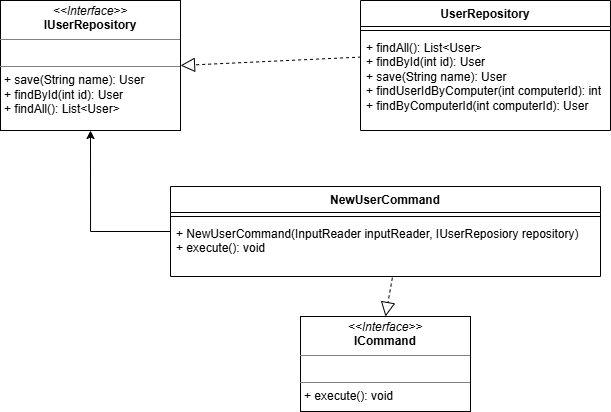 <<Interface>>
IUserRepository
+ save(String name): User
+ findById(int id): User
+ findAll(): List<User>
UserRepository
+ findAll(): List<User>
+ findById(int id): User
+ save(String name): User
+ findUserIdByComputer(int computerId): int
+ findByComputerId(int computerId): User
NewUserCommand
+ NewUserCommand(InputReader inputReader, IUserReposiory repository)
+ execute(): void
<<Interface>>
ICommand
+ execute(): void